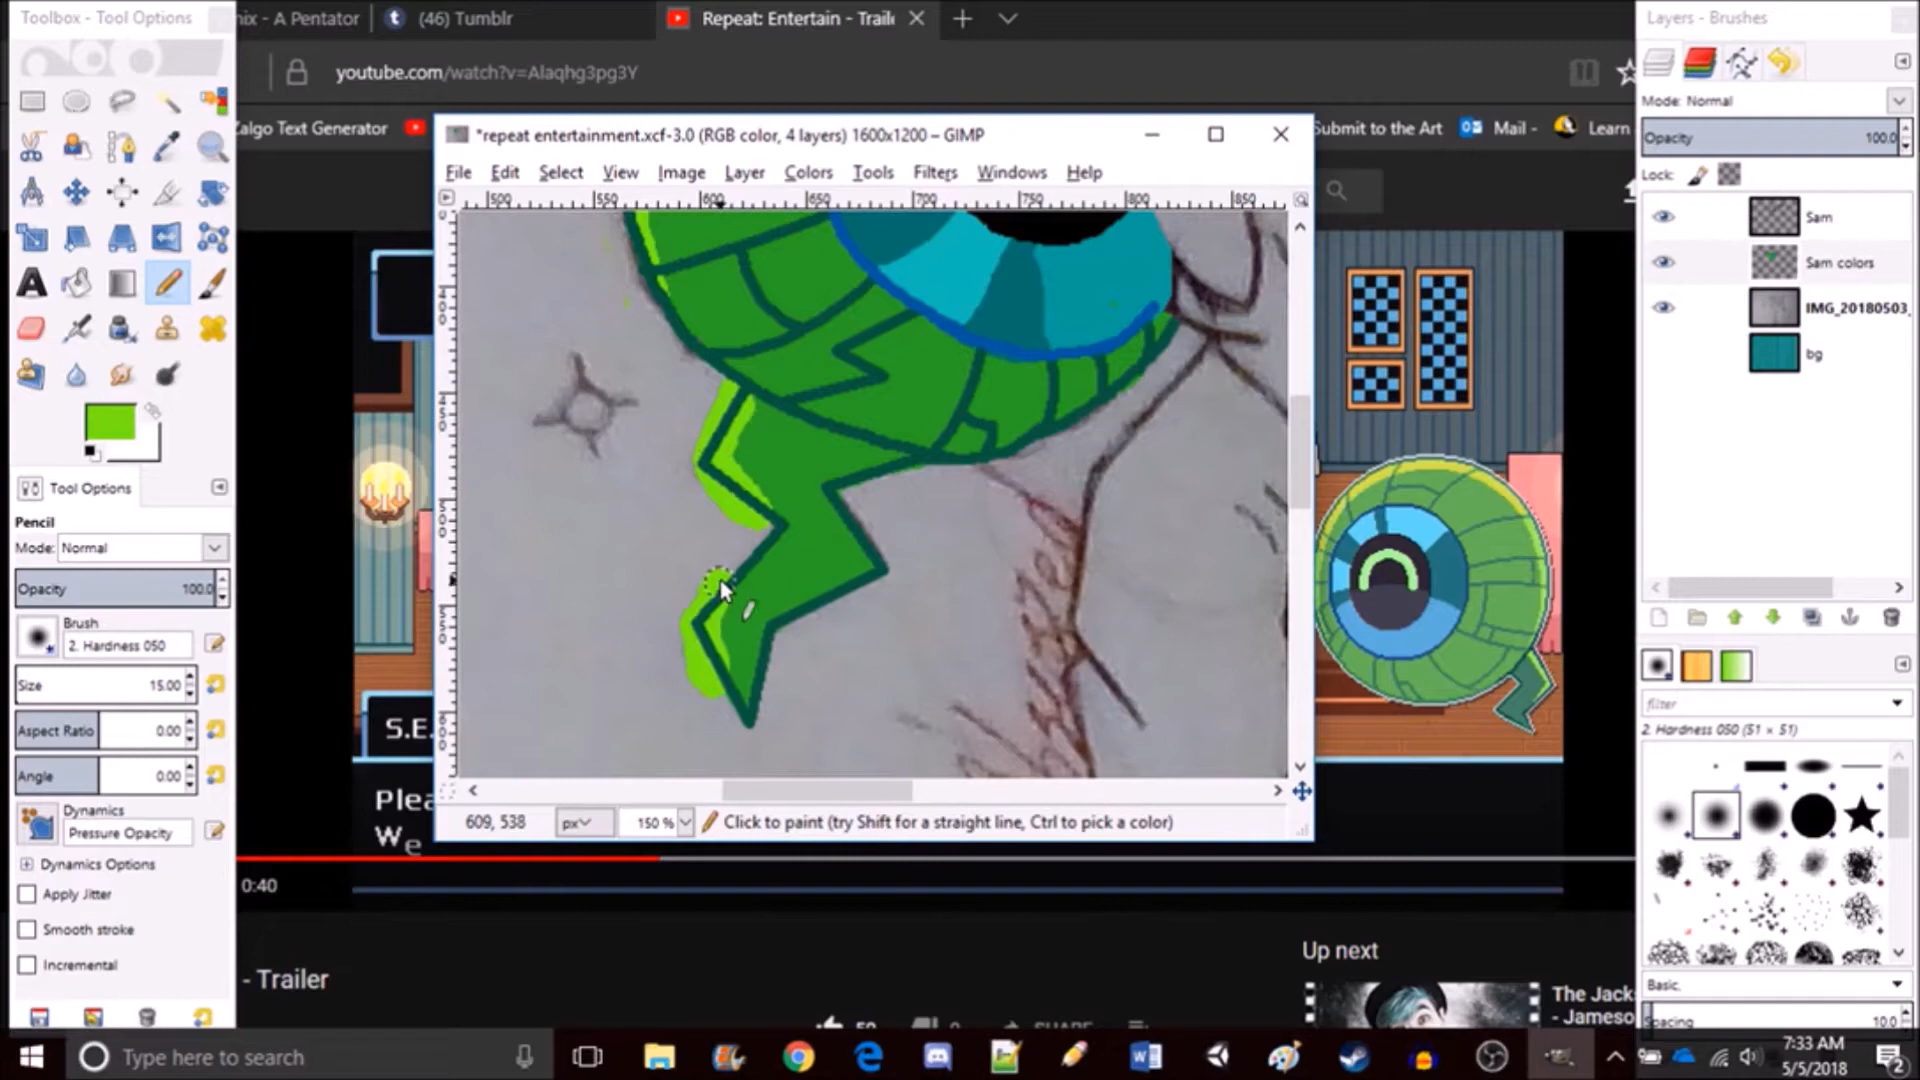 Toolbox - Tool Options
nix - A Pentator
(46) Tumblr
Repeat: Entertain - Trail
Layers - Brushes
youtube.com/watch?v=Alaqhg3pg3Y
Zalgo Text Generator
Submit to the Art
Mail -
Learn
*repeat entertainment.xcf-3.0 (RGB color, 4 layers) 1600x1200 – GIMP
File Edit Select View Image Layer Colors Tools Filters Windows Help
500 550 600 650 700 750 800 850
Mode: Normal
Opacity 100.0
Lock:
Sam
Sam colors
IMG_20180503_
bg
Tool Options
Pencil
Mode: Normal
Opacity 100.0
Brush
2. Hardness 050
Size 15.00
Aspect Ratio 0.00
Angle 0.00
Dynamics
Pressure Opacity
Dynamics Options
Apply Jitter
Smooth stroke
Incremental
filter
2. Hardness 050 (51 × 51)
Basic,
Spacing 10.0
S.E.
Plea
We
609, 538
px
150 %
Click to paint (try Shift for a straight line, Ctrl to pick a color)
0:40
- Trailer
Up next
The Jacks
- Jameso
50
0
SHARE
Type here to search
7:33 AM
5/5/2018
2